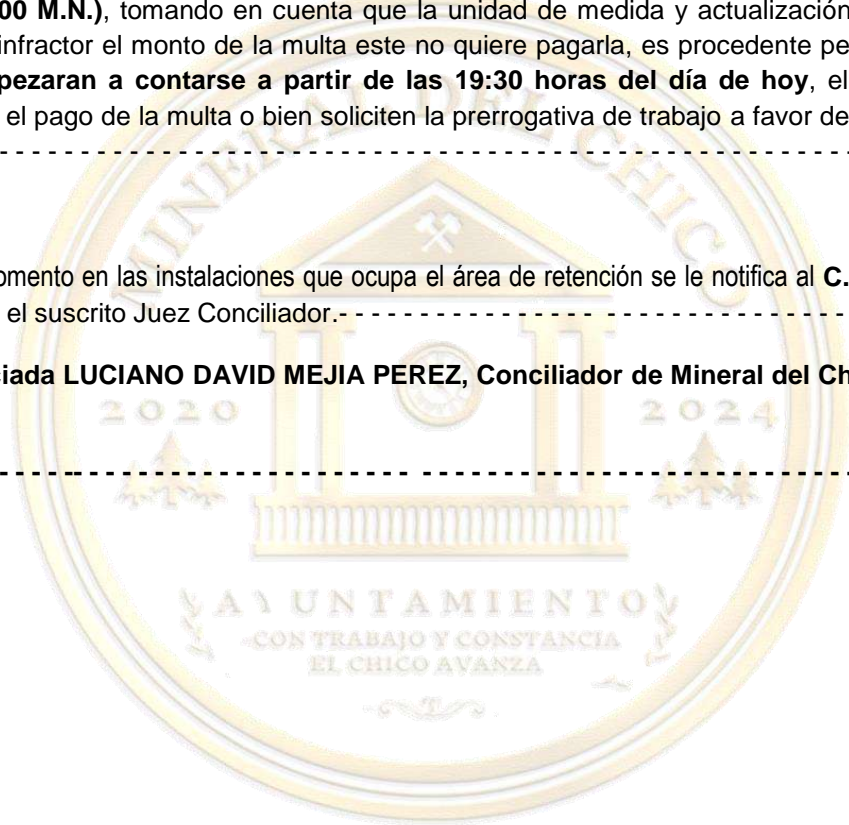 00 M.N.), tomando en cuenta que la unidad de medida y actualización
infractor el monto de la multa este no quiere pagarla, es procedente pe
pezaran a contarse a partir de las 19:30 horas del día de hoy, el
el pago de la multa o bien soliciten la prerrogativa de trabajo a favor de
- - - - - - - - - - - - - - - - - - - - - - - - - - - - - - - - - - - - - - - - - - - - - - - - - - - - - - -
MINERAL DEL CHICO
omento en las instalaciones que ocupa el área de retención se le notifica al C.
el suscrito Juez Conciliador.- - - - - - - - - - - - - - - - - - - - - - - - - - - - - - - -
ciada LUCIANO DAVID MEJIA PEREZ, Conciliador de Mineral del Ch
2020 2024
- - - - - -- - - - - - - - - - - - - - - - - - - - - - - - - - - - - - - - - - - - - - - - - - - - - - - - -
AYUNTAMIENTO
CON TRABAJO Y CONSTANCIA
EL CHICO AVANZA